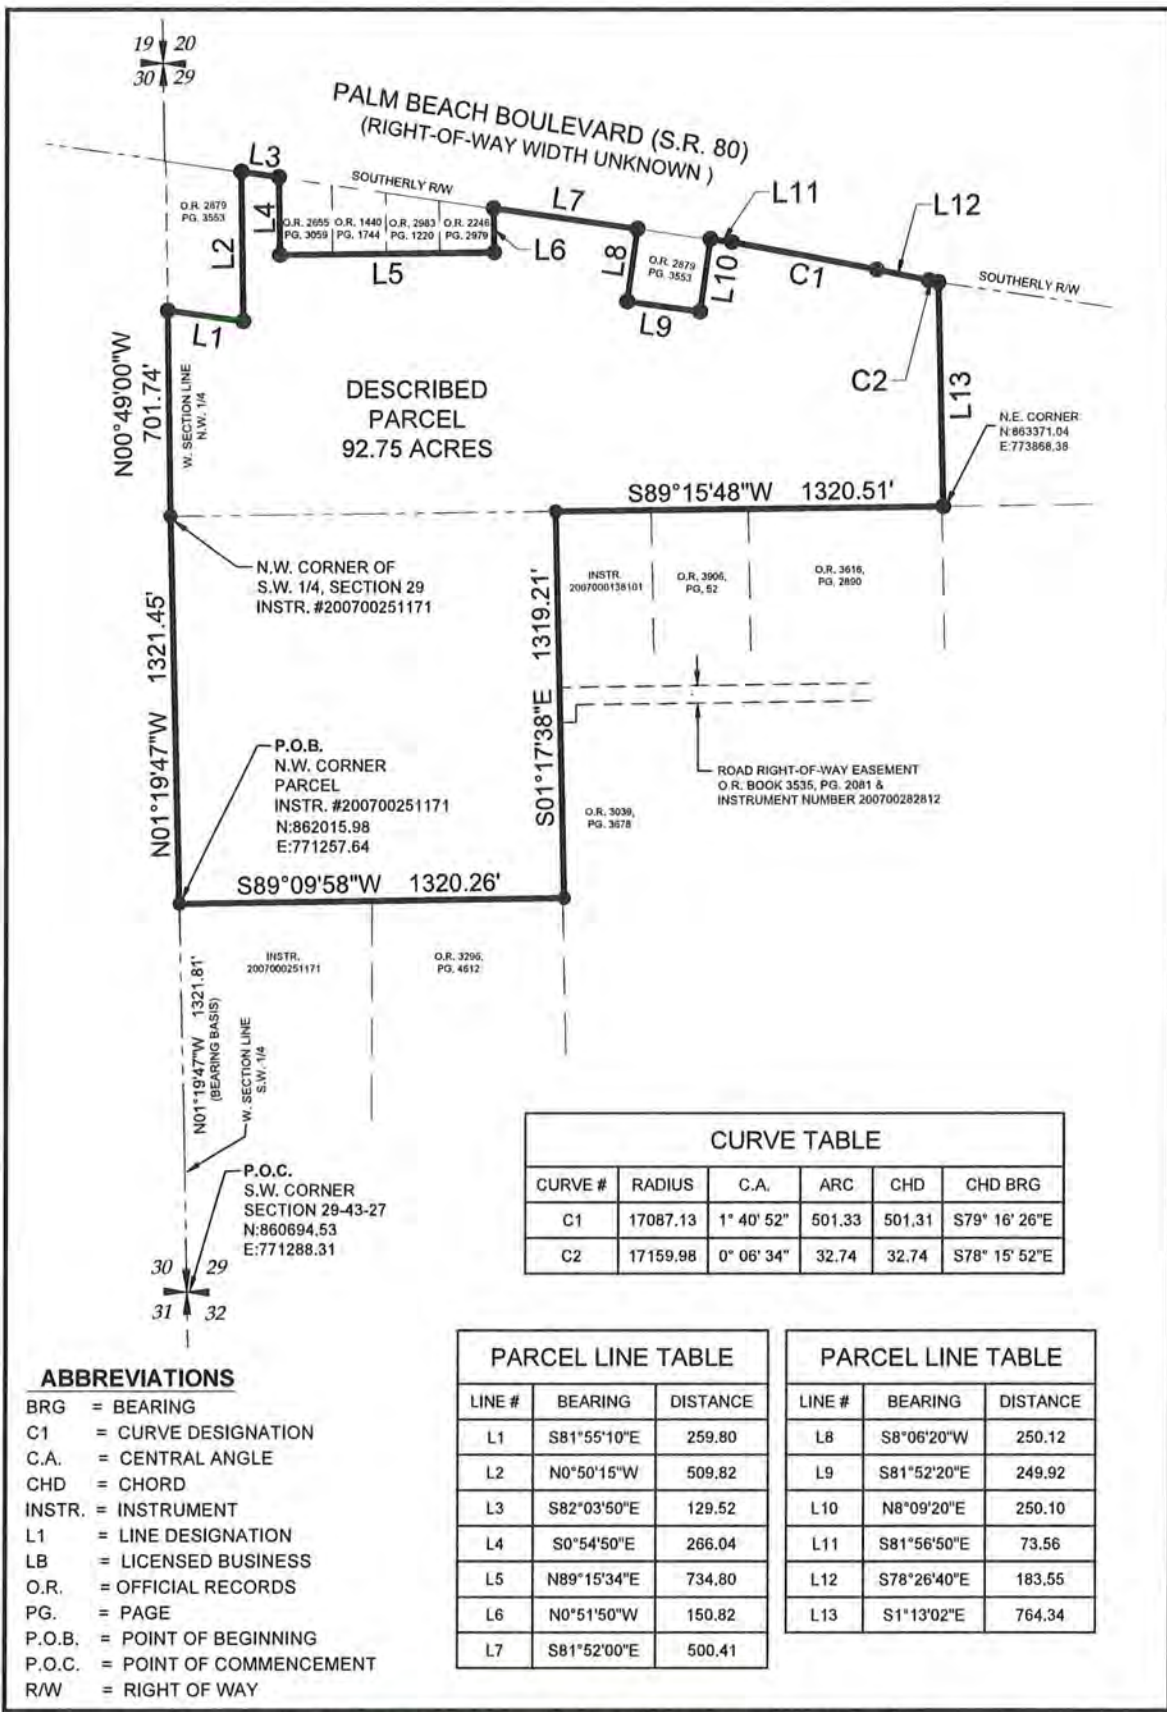 19 20
30 29
PALM BEACH BOULEVARD (S.R. 80)
(RIGHT-OF-WAY WIDTH UNKNOWN )
L3
SOUTHERLY R/W
L7
L11
L12
O.R. 2879
PG. 3553
L4
O.R. 2655
PG. 3059
O.R. 1440
PG. 1744
O.R. 2983
PG. 1220
O.R. 2246
PG. 2979
L2
L5
L6
L8
O.R. 2879
PG. 3553
L10
C1
SOUTHERLY R/W
L1
L9
C2
L13
N00°49'00"W
701.74'
W. SECTION LINE
N.W. 1/4
DESCRIBED
PARCEL
92.75 ACRES
N.E. CORNER
N:863371.04
E:773868.38
S89°15'48"W 1320.51'
N.W. CORNER OF
S.W. 1/4, SECTION 29
INSTR. #200700251171
INSTR.
2007000138101
O.R. 3906,
PG. 52
O.R. 3616,
PG. 2890
N01°19'47"W 1321.45'
S01°17'38"E 1319.21'
P.O.B.
N.W. CORNER
PARCEL
INSTR. #200700251171
N:862015.98
E:771257.64
ROAD RIGHT-OF-WAY EASEMENT
O.R. BOOK 3535, PG. 2081 &
INSTRUMENT NUMBER 200700282812
O.R. 3039,
PG. 3678
S89°09'58"W 1320.26'
INSTR.
2007000251171
O.R. 3296,
PG. 4612
N01°19'47"W 1321.81'
(BEARING BASIS)
W. SECTION LINE
S.W. 1/4
P.O.C.
S.W. CORNER
SECTION 29-43-27
N:860694.53
E:771288.31
30 29
31 32
CURVE TABLE
CURVE # RADIUS C.A. ARC CHD CHD BRG
C1 17087.13 1° 40' 52" 501.33 501.31 S79° 16' 26"E
C2 17159.98 0° 06' 34" 32.74 32.74 S78° 15' 52"E
PARCEL LINE TABLE
LINE # BEARING DISTANCE
L1 S81°55'10"E 259.80
L2 N0°50'15"W 509.82
L3 S82°03'50"E 129.52
L4 S0°54'50"E 266.04
L5 N89°15'34"E 734.80
L6 N0°51'50"W 150.82
L7 S81°52'00"E 500.41
PARCEL LINE TABLE
LINE # BEARING DISTANCE
L8 S8°06'20"W 250.12
L9 S81°52'20"E 249.92
L10 N8°09'20"E 250.10
L11 S81°56'50"E 73.56
L12 S78°26'40"E 183.55
L13 S1°13'02"E 764.34
ABBREVIATIONS
BRG = BEARING
C1 = CURVE DESIGNATION
C.A. = CENTRAL ANGLE
CHD = CHORD
INSTR. = INSTRUMENT
L1 = LINE DESIGNATION
LB = LICENSED BUSINESS
O.R. = OFFICIAL RECORDS
PG. = PAGE
P.O.B. = POINT OF BEGINNING
P.O.C. = POINT OF COMMENCEMENT
R/W = RIGHT OF WAY